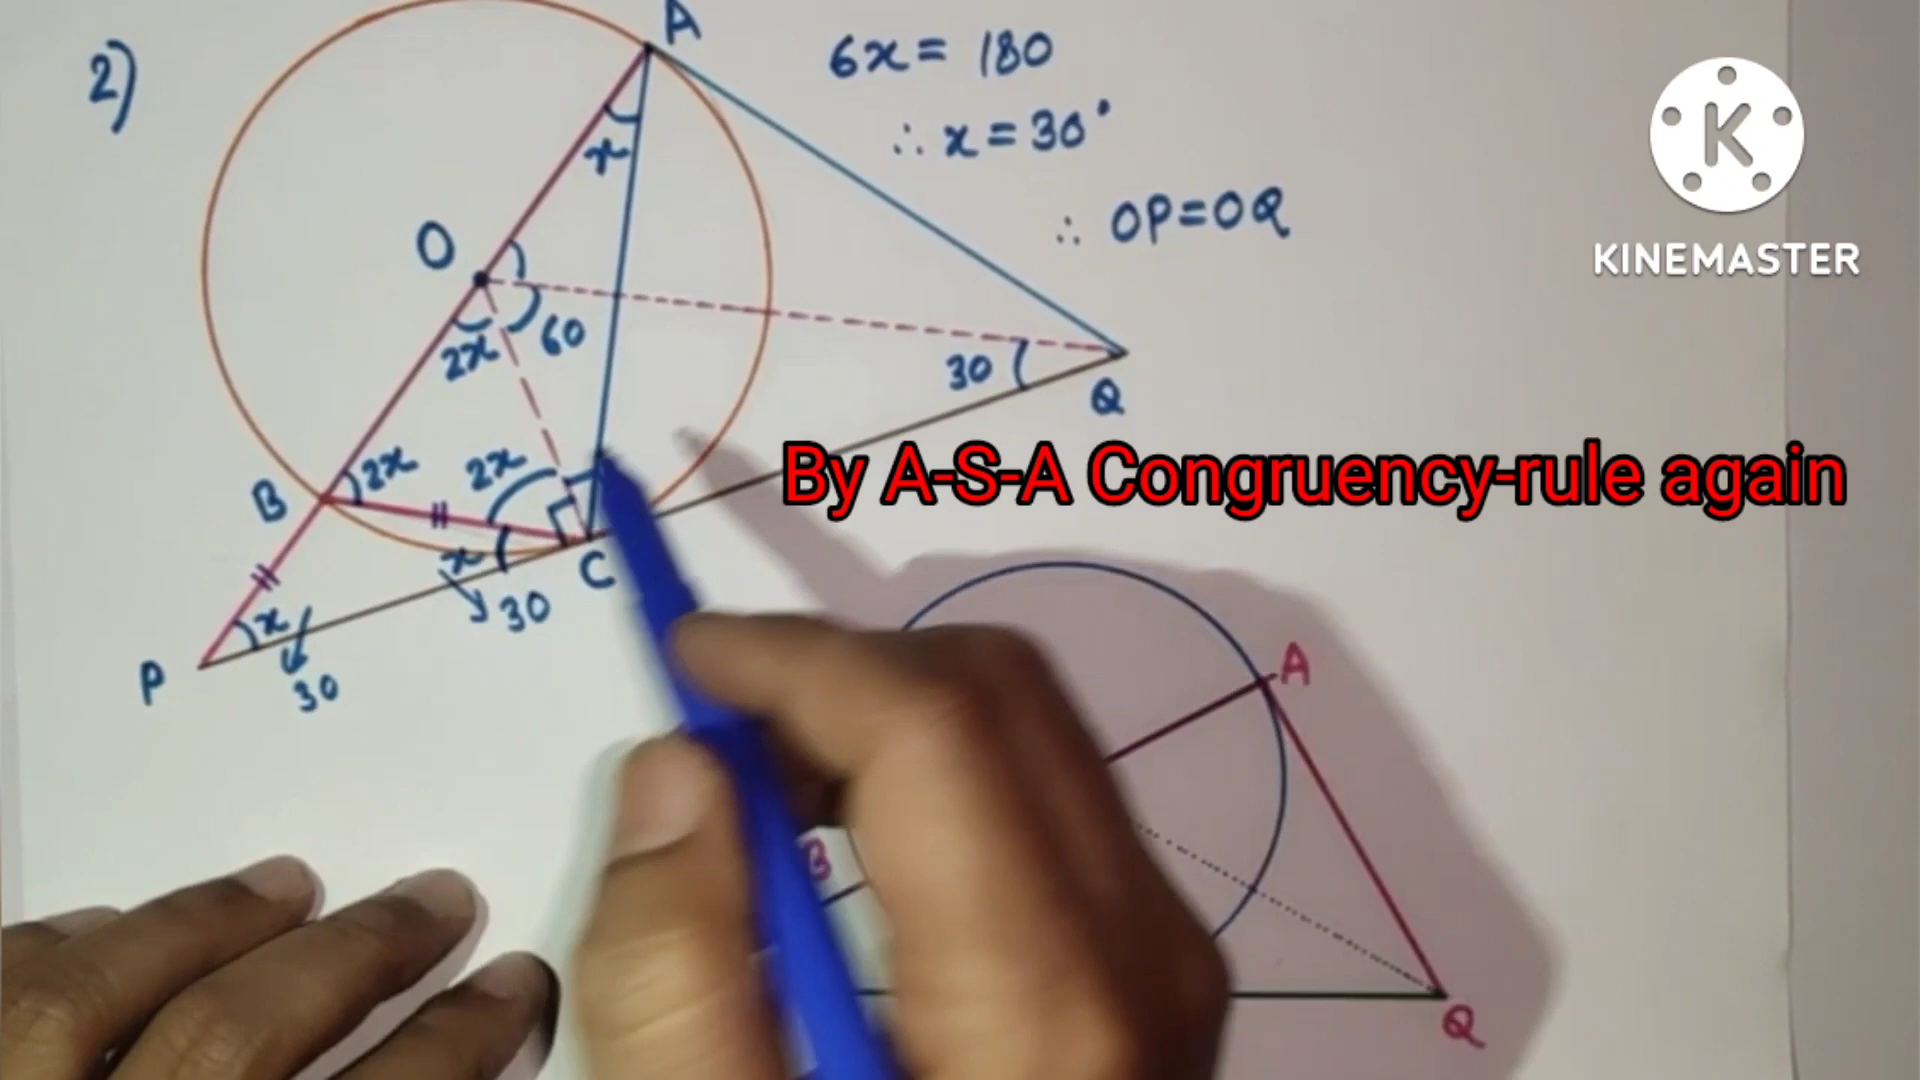 2)
A
6x = 180
∴ x = 30°
∴ OP = OQ
K
KINEMASTER
x
O
60
2x
30
Q
By A-S-A Congruency-rule again
B
2x
2x
x
C
30
x
P
30
A
B
Q